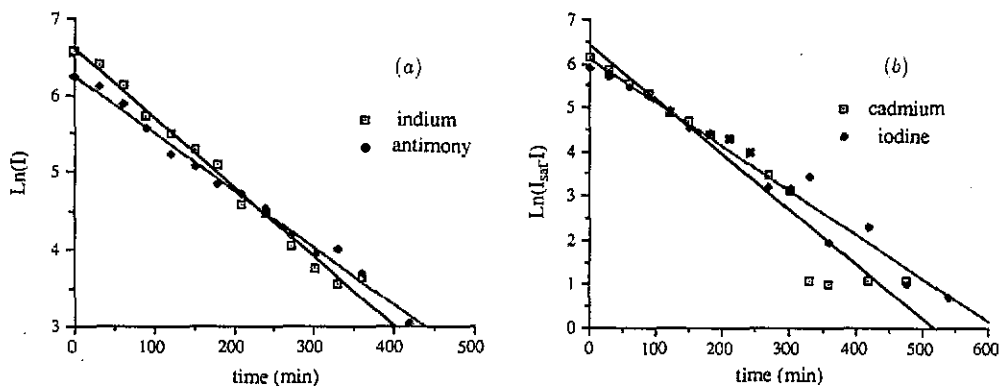 7
6
5
4
3
Ln(I)
(a)
indium
antimony
0 100 200 300 400 500
time (min)
7
6
5
4
3
2
1
0
Ln(Isat-I)
(b)
cadmium
iodine
0 100 200 300 400 500 600
time (min)